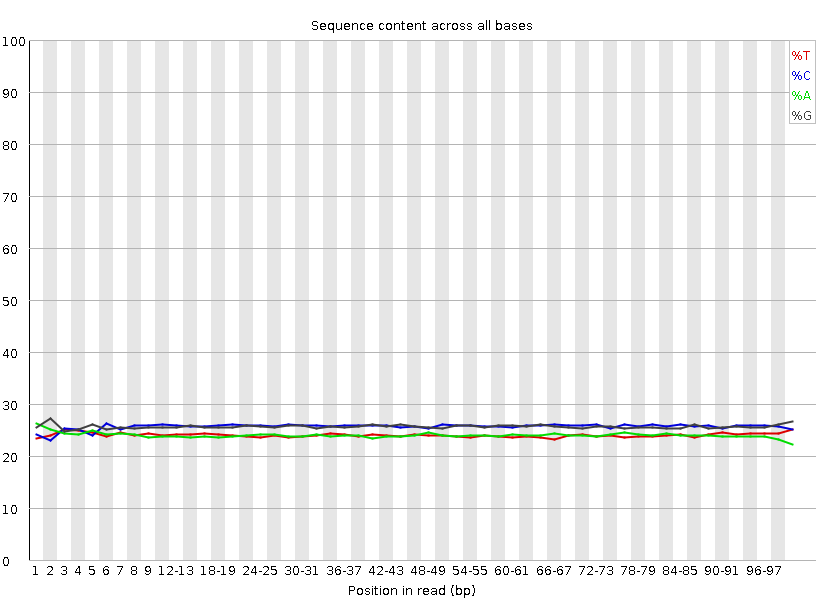 Sequence content across all bases
100
90
80
70
60
50
40
30
20
10
0
%T
%C
%A
%G
1 2 3 4 5 6 7 8 9 12-13 18-19 24-25 30-31 36-37 42-43 48-49 54-55 60-61 66-67 72-73 78-79 84-85 90-91 96-97
Position in read (bp)